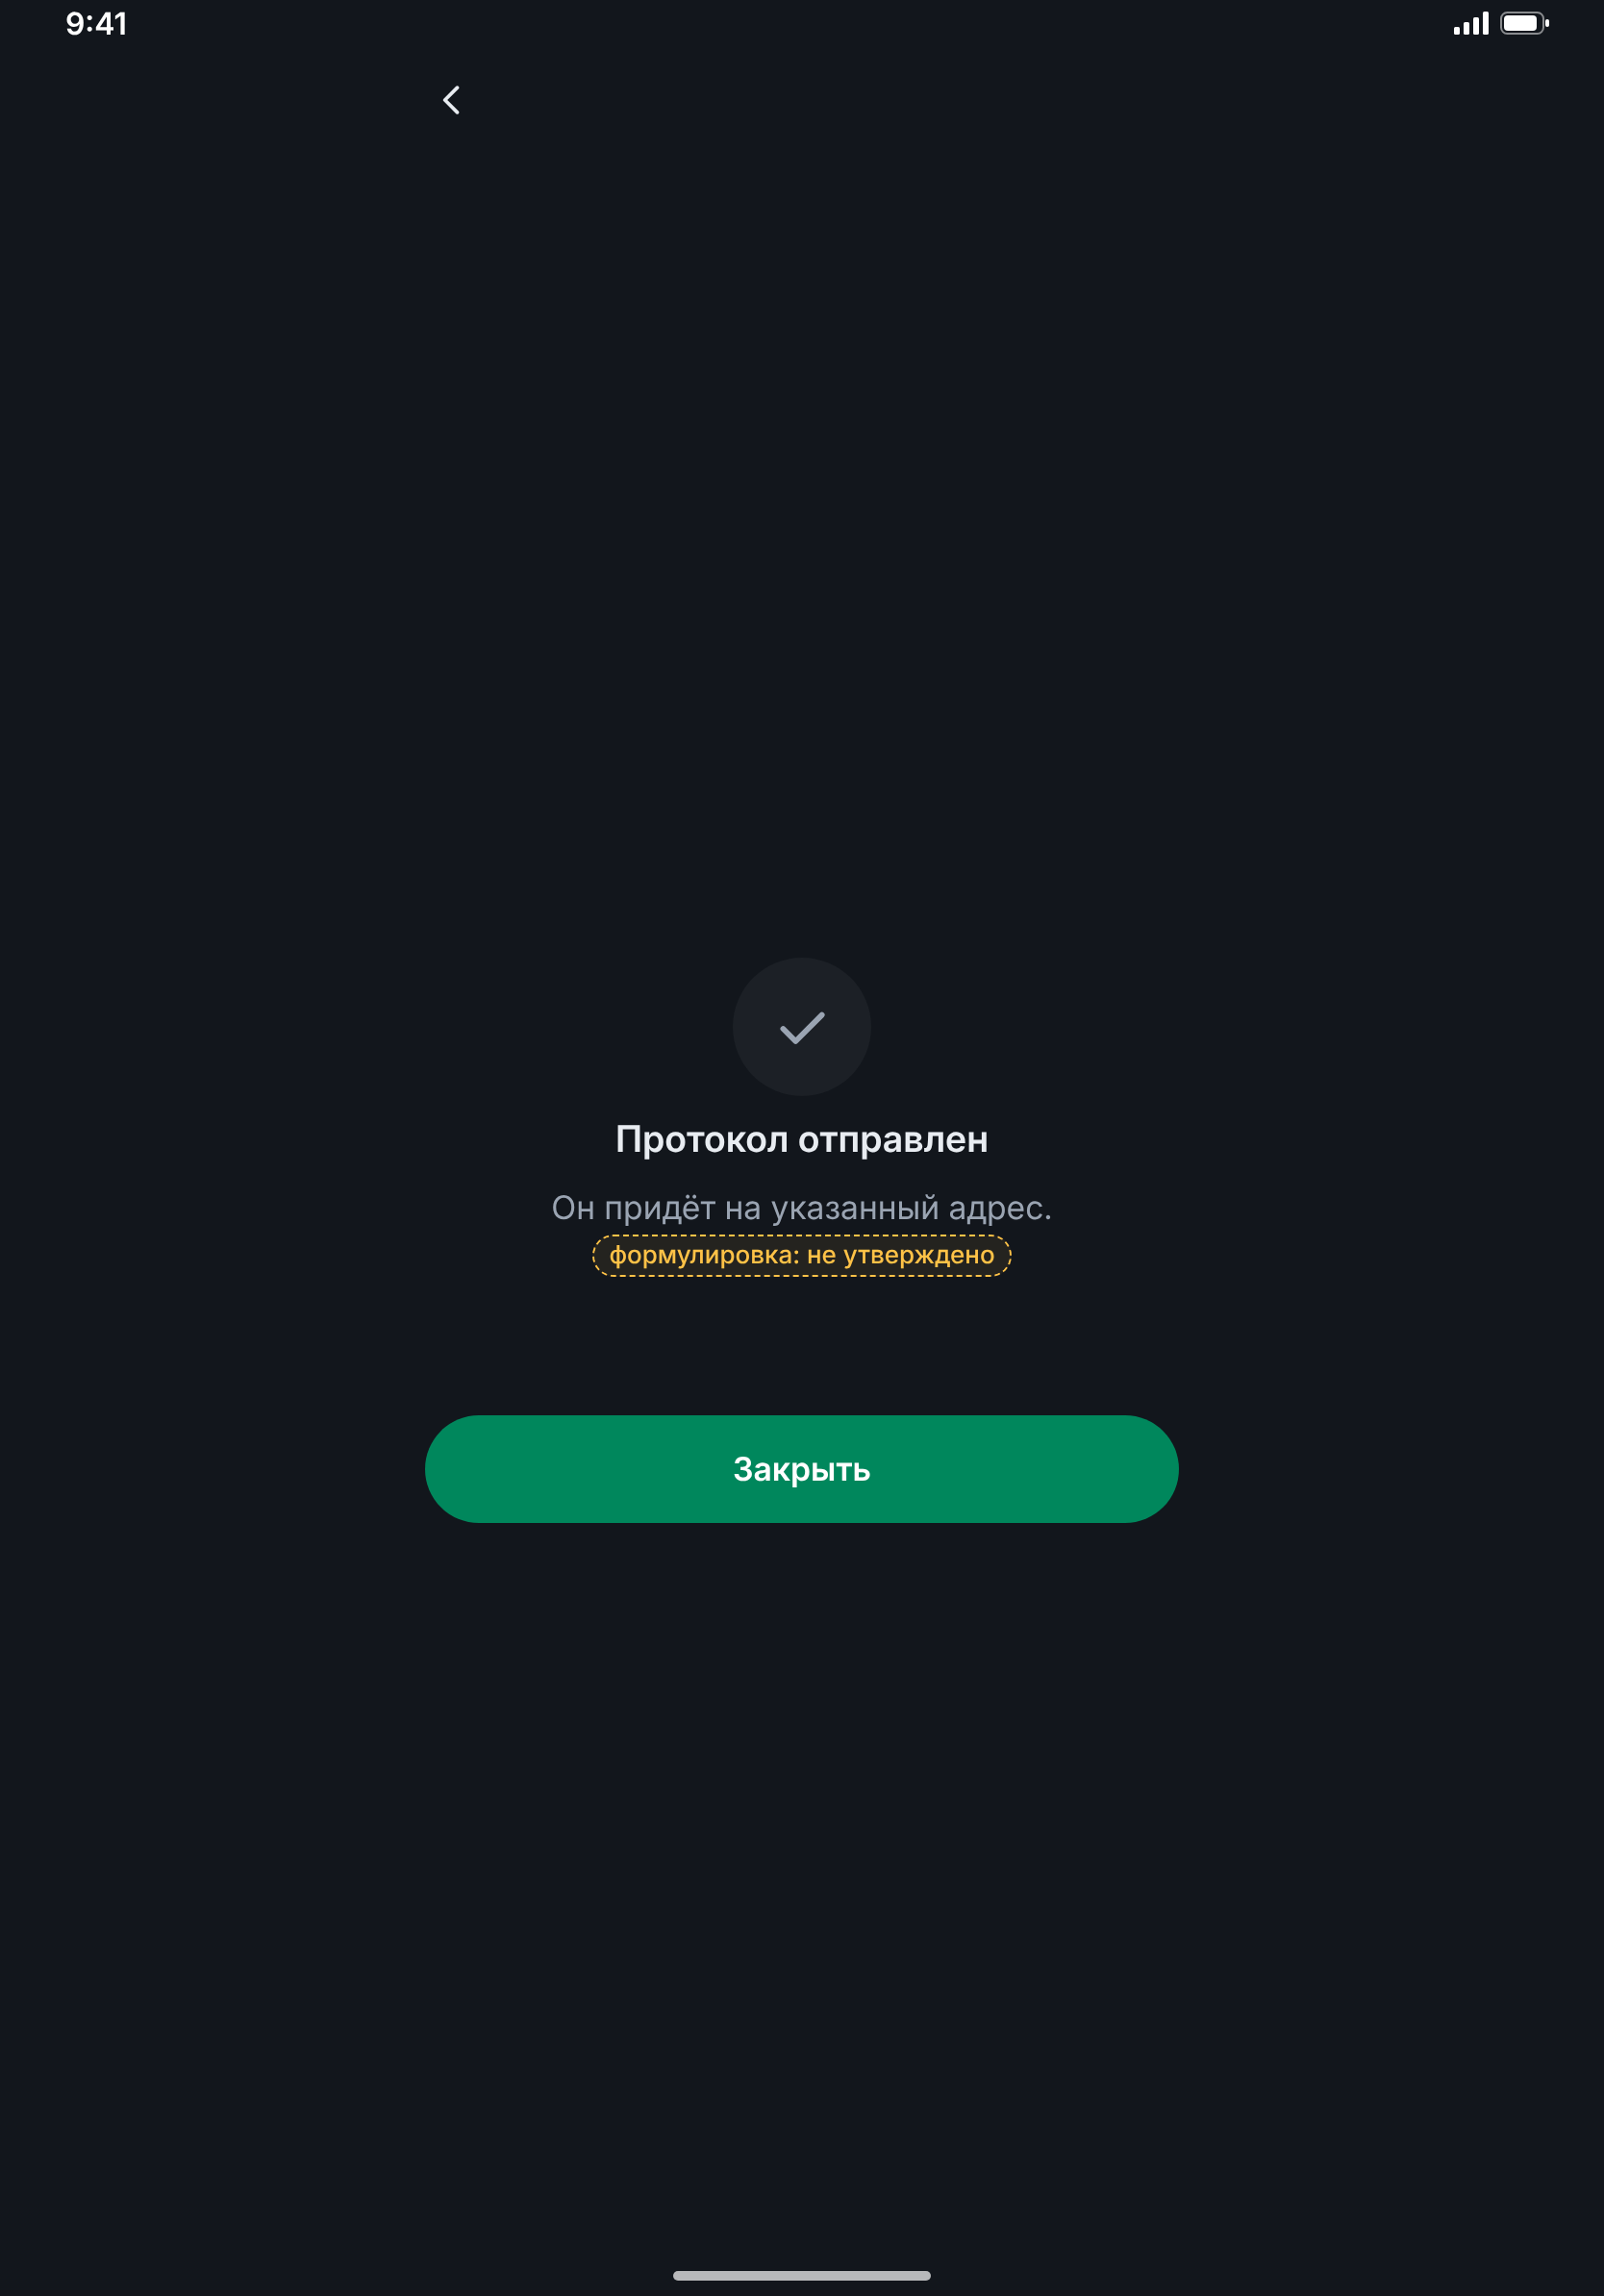 9:41
Протокол отправлен
Он придёт на указанный адрес.
формулировка: не утверждено
Закрыть